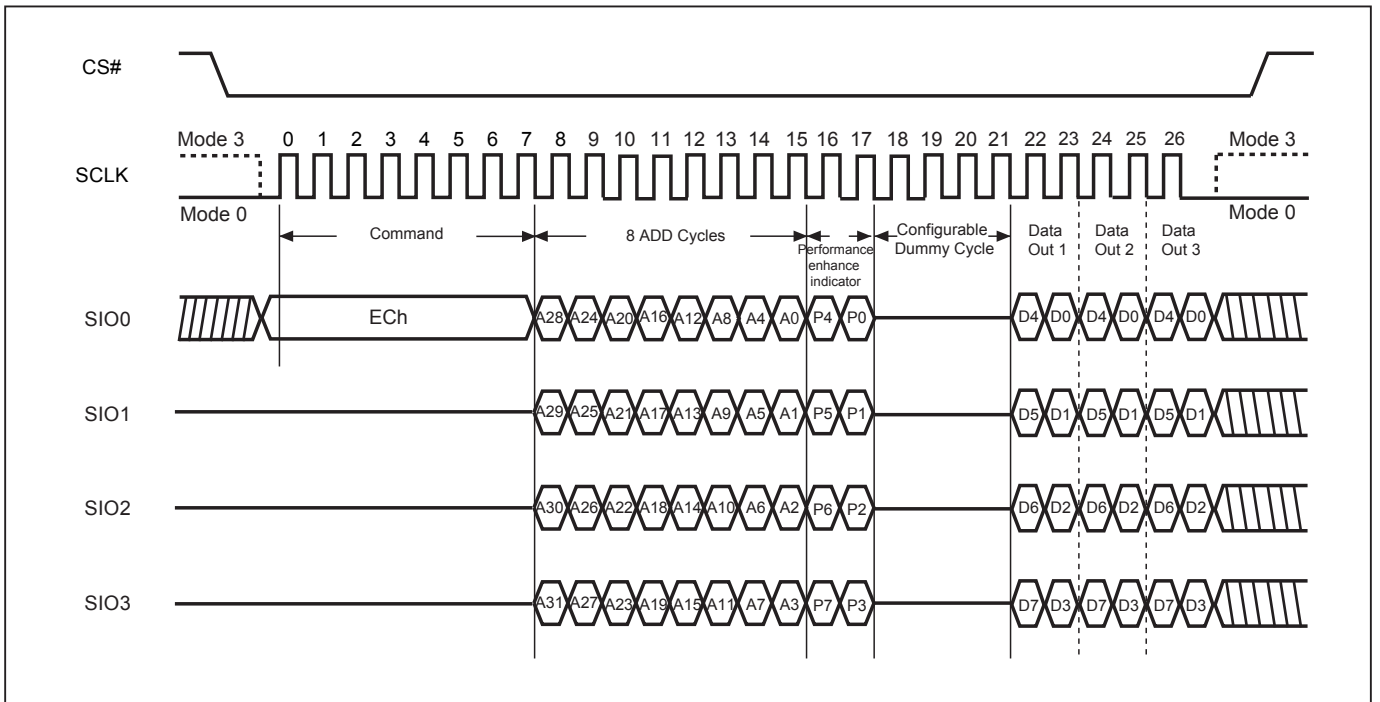 CS#
Mode 3 0 1 2 3 4 5 6 7 8 9 10 11 12 13 14 15 16 17 18 19 20 21 22 23 24 25 26 Mode 3
SCLK
Mode 0 Mode 0
Command 8 ADD Cycles Performance enhance indicator Configurable Dummy Cycle Data Out 1 Data Out 2 Data Out 3
SIO0 ECh A28 A24 A20 A16 A12 A8 A4 A0 P4 P0 D4 D0 D4 D0 D4 D0
SIO1 A29 A25 A21 A17 A13 A9 A5 A1 P5 P1 D5 D1 D5 D1 D5 D1
SIO2 A30 A26 A22 A18 A14 A10 A6 A2 P6 P2 D6 D2 D6 D2 D6 D2
SIO3 A31 A27 A23 A19 A15 A11 A7 A3 P7 P3 D7 D3 D7 D3 D7 D3